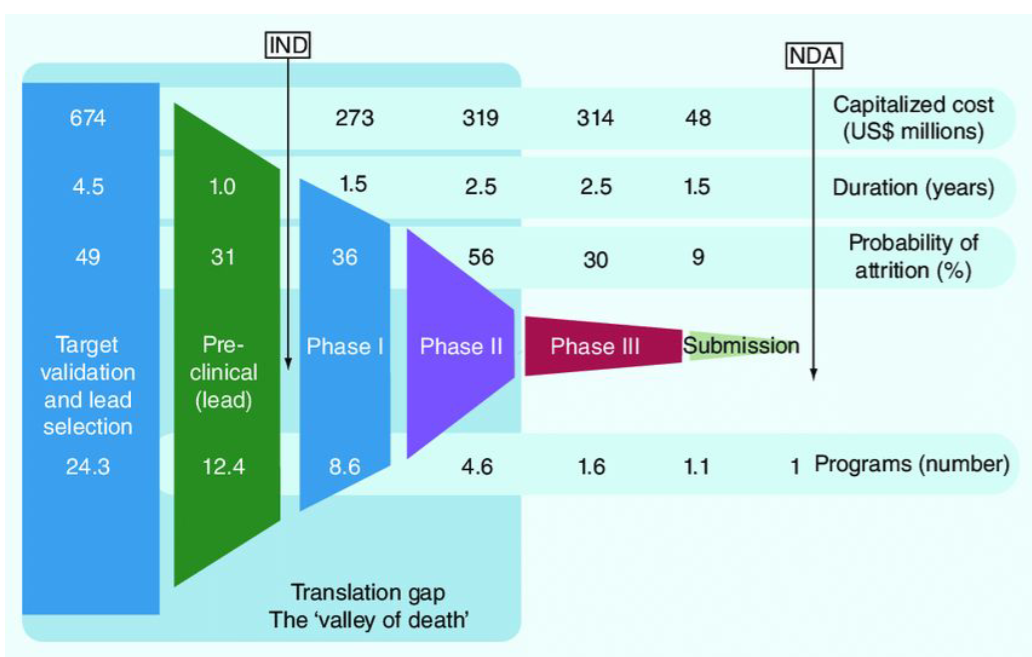 IND
NDA
674 273 319 314 48 Capitalized cost
(US$ millions)
4.5 1.0 1.5 2.5 2.5 1.5 Duration (years)
49 31 36 56 30 9 Probability of
attrition (%)
Target
validation
and lead
selection
Pre-
clinical
(lead)
Phase I
Phase II
Phase III
Submission
24.3 12.4 8.6 4.6 1.6 1.1 1 Programs (number)
Translation gap
The ‘valley of death’